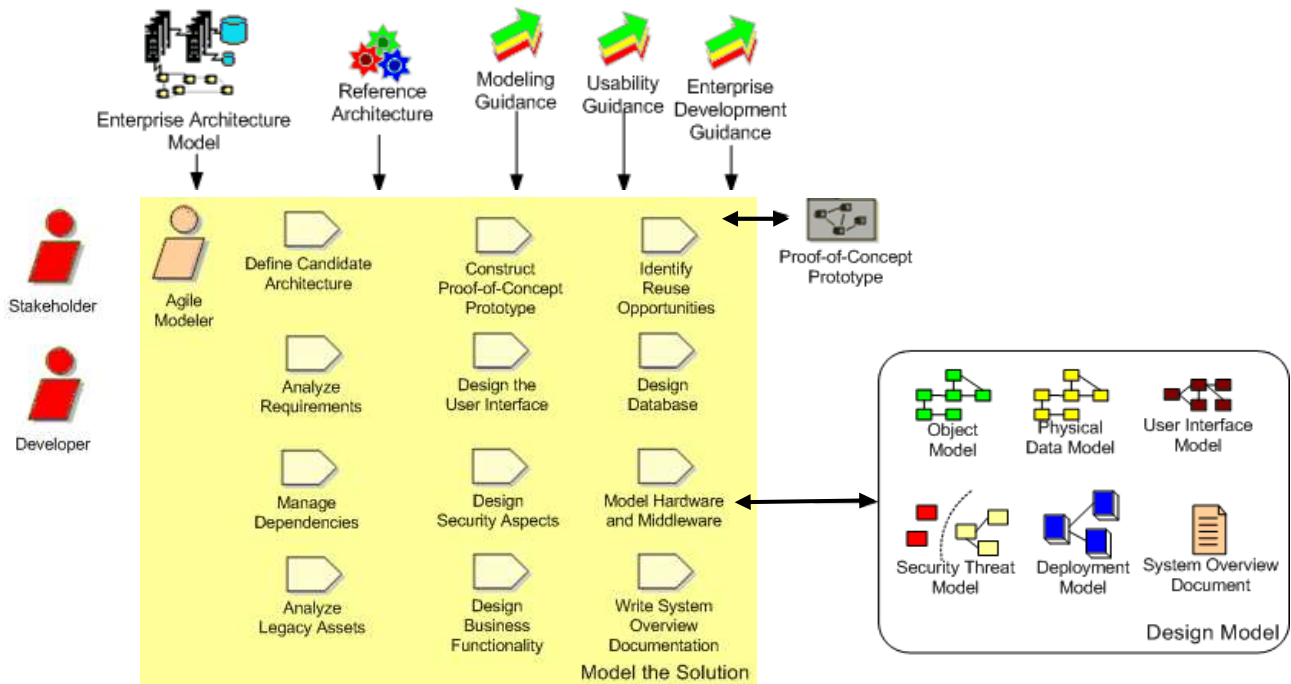 Enterprise Architecture
Model
Reference
Architecture
Modeling
Guidance
Usability
Guidance
Enterprise
Development
Guidance
Stakeholder
Developer
Agile
Modeler
Define Candidate
Architecture
Construct
Proof-of-Concept
Prototype
Identify
Reuse
Opportunities
Proof-of-Concept
Prototype
Analyze
Requirements
Design the
User Interface
Design
Database
Manage
Dependencies
Design
Security Aspects
Model Hardware
and Middleware
Analyze
Legacy Assets
Design
Business
Functionality
Write System
Overview
Documentation
Model the Solution
Object
Model
Physical
Data Model
User Interface
Model
Security Threat
Model
Deployment
Model
System Overview
Document
Design Model